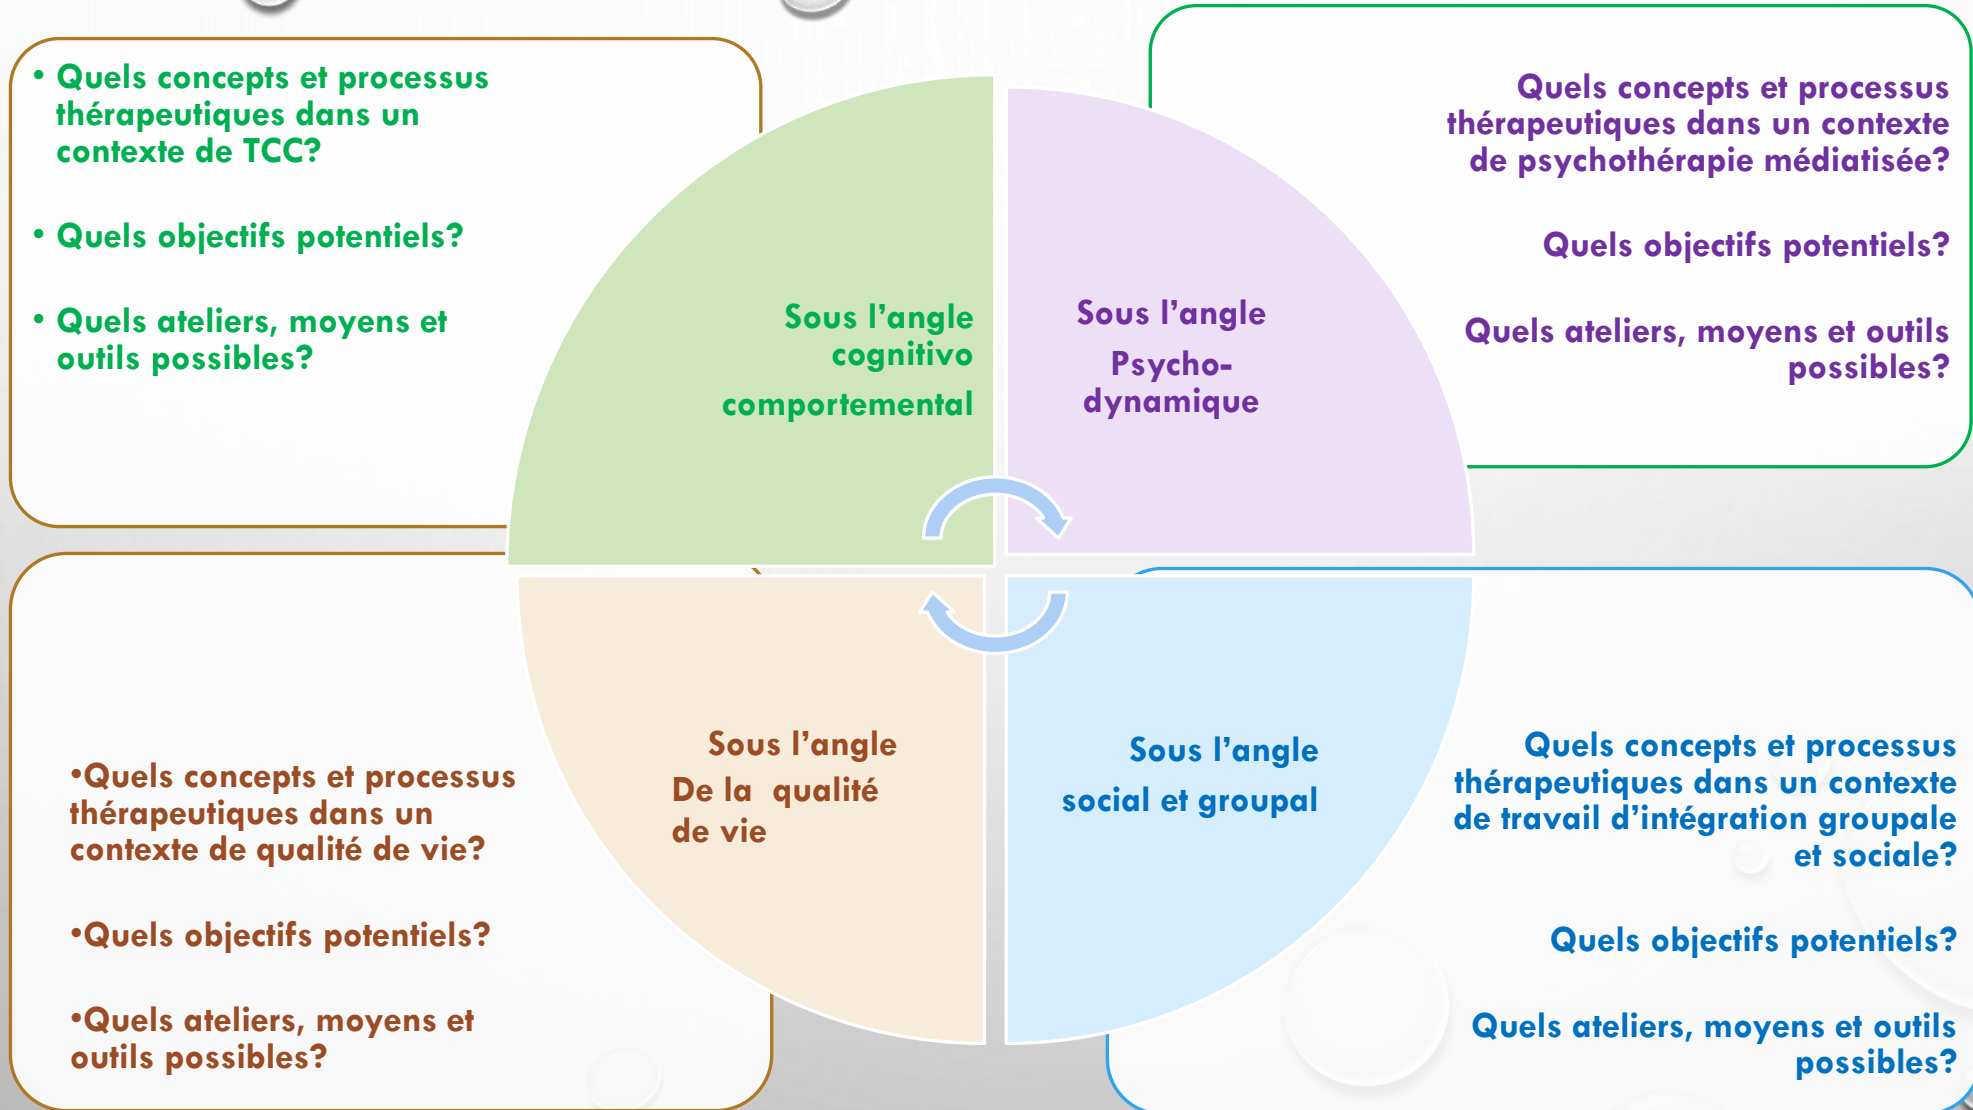 • Quels concepts et processus
thérapeutiques dans un
contexte de TCC?
• Quels objectifs potentiels?
• Quels ateliers, moyens et
outils possibles?
Sous l’angle
cognitivo
comportemental
Sous l’angle
Psycho-
dynamique
Quels concepts et processus
thérapeutiques dans un contexte
de psychothérapie médiatisée?
Quels objectifs potentiels?
Quels ateliers, moyens et outils
possibles?
•Quels concepts et processus
thérapeutiques dans un
contexte de qualité de vie?
•Quels objectifs potentiels?
•Quels ateliers, moyens et
outils possibles?
Sous l’angle
De la  qualité
de vie
Sous l’angle
social et groupal
Quels concepts et processus
thérapeutiques dans un contexte
de travail d’intégration groupale
et sociale?
Quels objectifs potentiels?
Quels ateliers, moyens et outils
possibles?